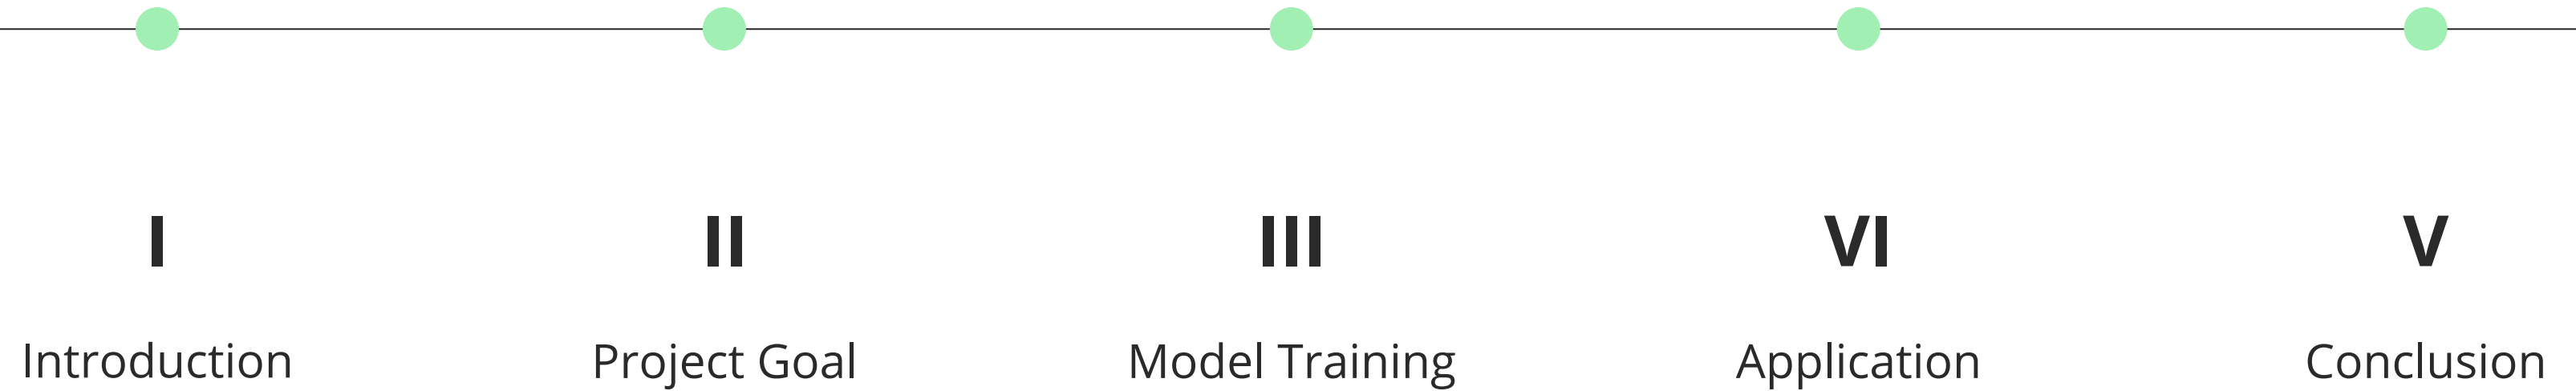 I II III VI V
Introduction Project Goal Model Training Application Conclusion